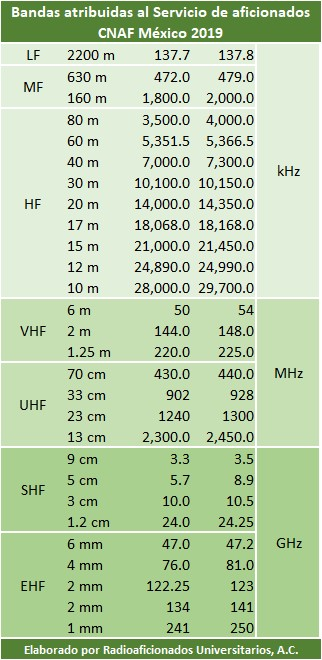 Bandas atribuidas al Servicio de aficionados
CNAF México 2019
LF 2200 m 137.7 137.8 kHz
MF 630 m 472.0 479.0
160 m 1,800.0 2,000.0
HF 80 m 3,500.0 4,000.0
60 m 5,351.5 5,366.5
40 m 7,000.0 7,300.0
30 m 10,100.0 10,150.0
20 m 14,000.0 14,350.0
17 m 18,068.0 18,168.0
15 m 21,000.0 21,450.0
12 m 24,890.0 24,990.0
10 m 28,000.0 29,700.0
VHF 6 m 50 54 MHz
2 m 144.0 148.0
1.25 m 220.0 225.0
UHF 70 cm 430.0 440.0
33 cm 902 928
23 cm 1240 1300
13 cm 2,300.0 2,450.0
SHF 9 cm 3.3 3.5 GHz
5 cm 5.7 8.9
3 cm 10.0 10.5
1.2 cm 24.0 24.25
EHF 6 mm 47.0 47.2
4 mm 76.0 81.0
2 mm 122.25 123
2 mm 134 141
1 mm 241 250
Elaborado por Radioaficionados Universitarios, A.C.